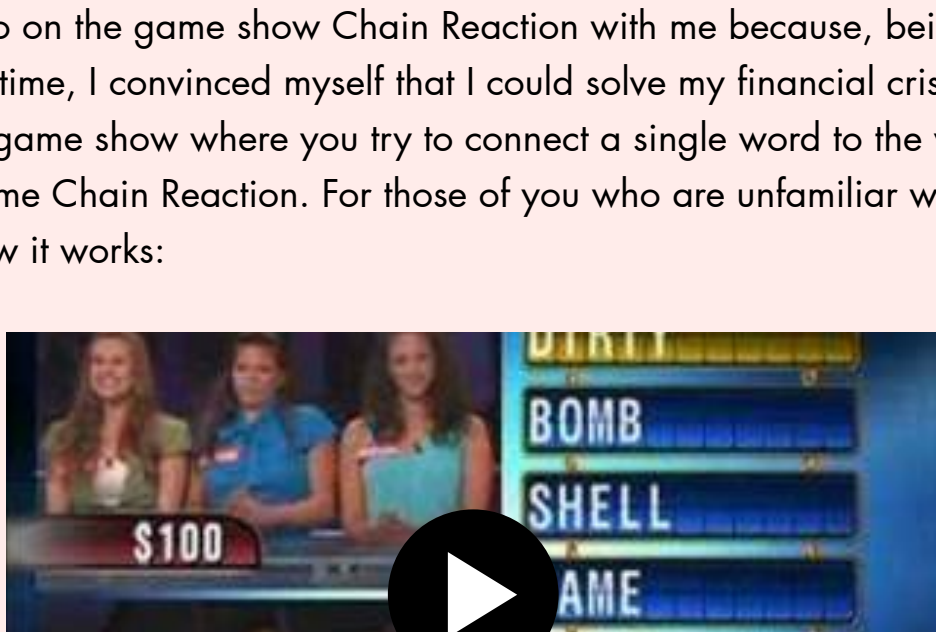 on the game show Chain Reaction with me because, bei
time, I convinced myself that I could solve my financial cris
game show where you try to connect a single word to the
me Chain Reaction. For those of you who are unfamiliar w
w it works:
DIRTY
BOMB
SHELL
$100
AME